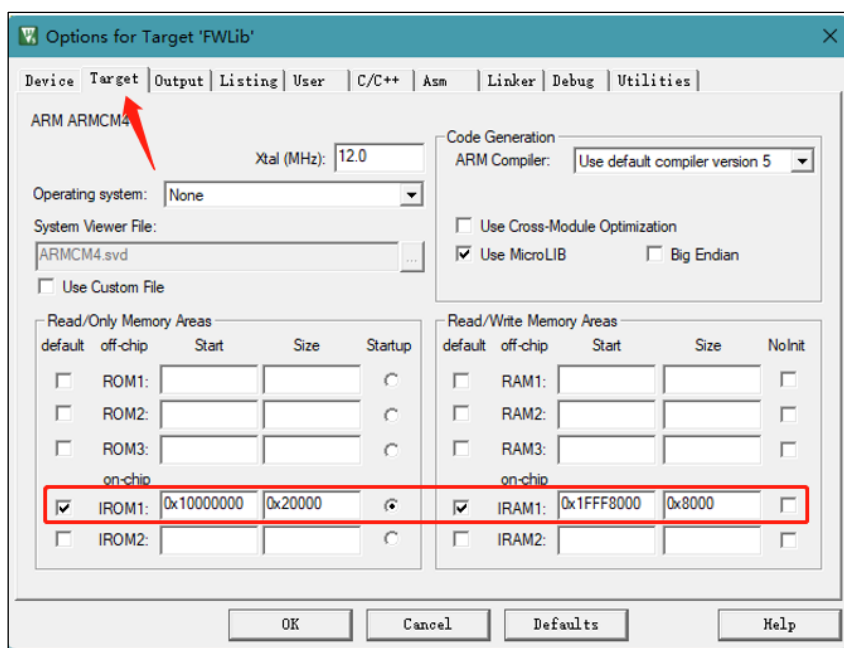 Options for Target 'FWLib'
Device Target Output Listing User C/C++ Asm Linker Debug Utilities
ARM ARMCM4
Xtal (MHz): 12.0
Operating system: None
System Viewer File:
ARMCM4.svd ...
Use Custom File
Code Generation
ARM Compiler: Use default compiler version 5
Use Cross-Module Optimization
Use MicroLIB Big Endian
Read/Only Memory Areas
default off-chip Start Size Startup
ROM1:
ROM2:
ROM3:
on-chip
IROM1: 0x10000000 0x20000
IROM2:
Read/Write Memory Areas
default off-chip Start Size NoInit
RAM1:
RAM2:
RAM3:
on-chip
IRAM1: 0x1FFF8000 0x8000
IRAM2:
OK Cancel Defaults Help